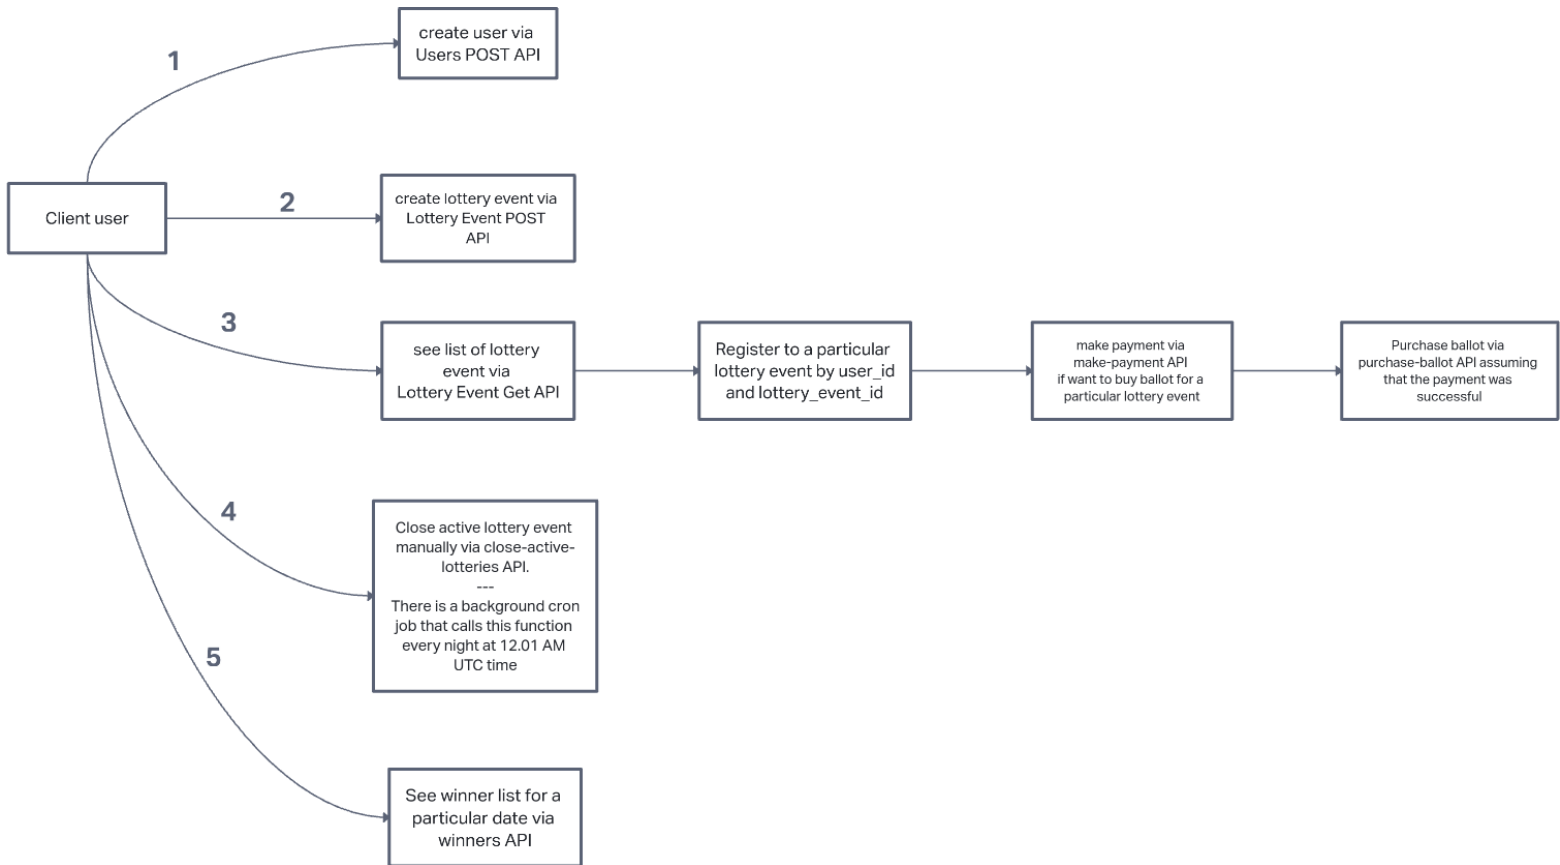 1
create user via
Users POST API
Client user
2
create lottery event via
Lottery Event POST
API
3
see list of lottery
event via
Lottery Event Get API
Register to a particular
lottery event by user_id
and lottery_event_id
make payment via
make-payment API
if want to buy ballot for a
particular lottery event
Purchase ballot via
purchase-ballot API assuming
that the payment was
successful
4
Close active lottery event
manually via close-active-
lotteries API.
---
There is a background cron
job that calls this function
every night at 12.01 AM
UTC time
5
See winner list for a
particular date via
winners API